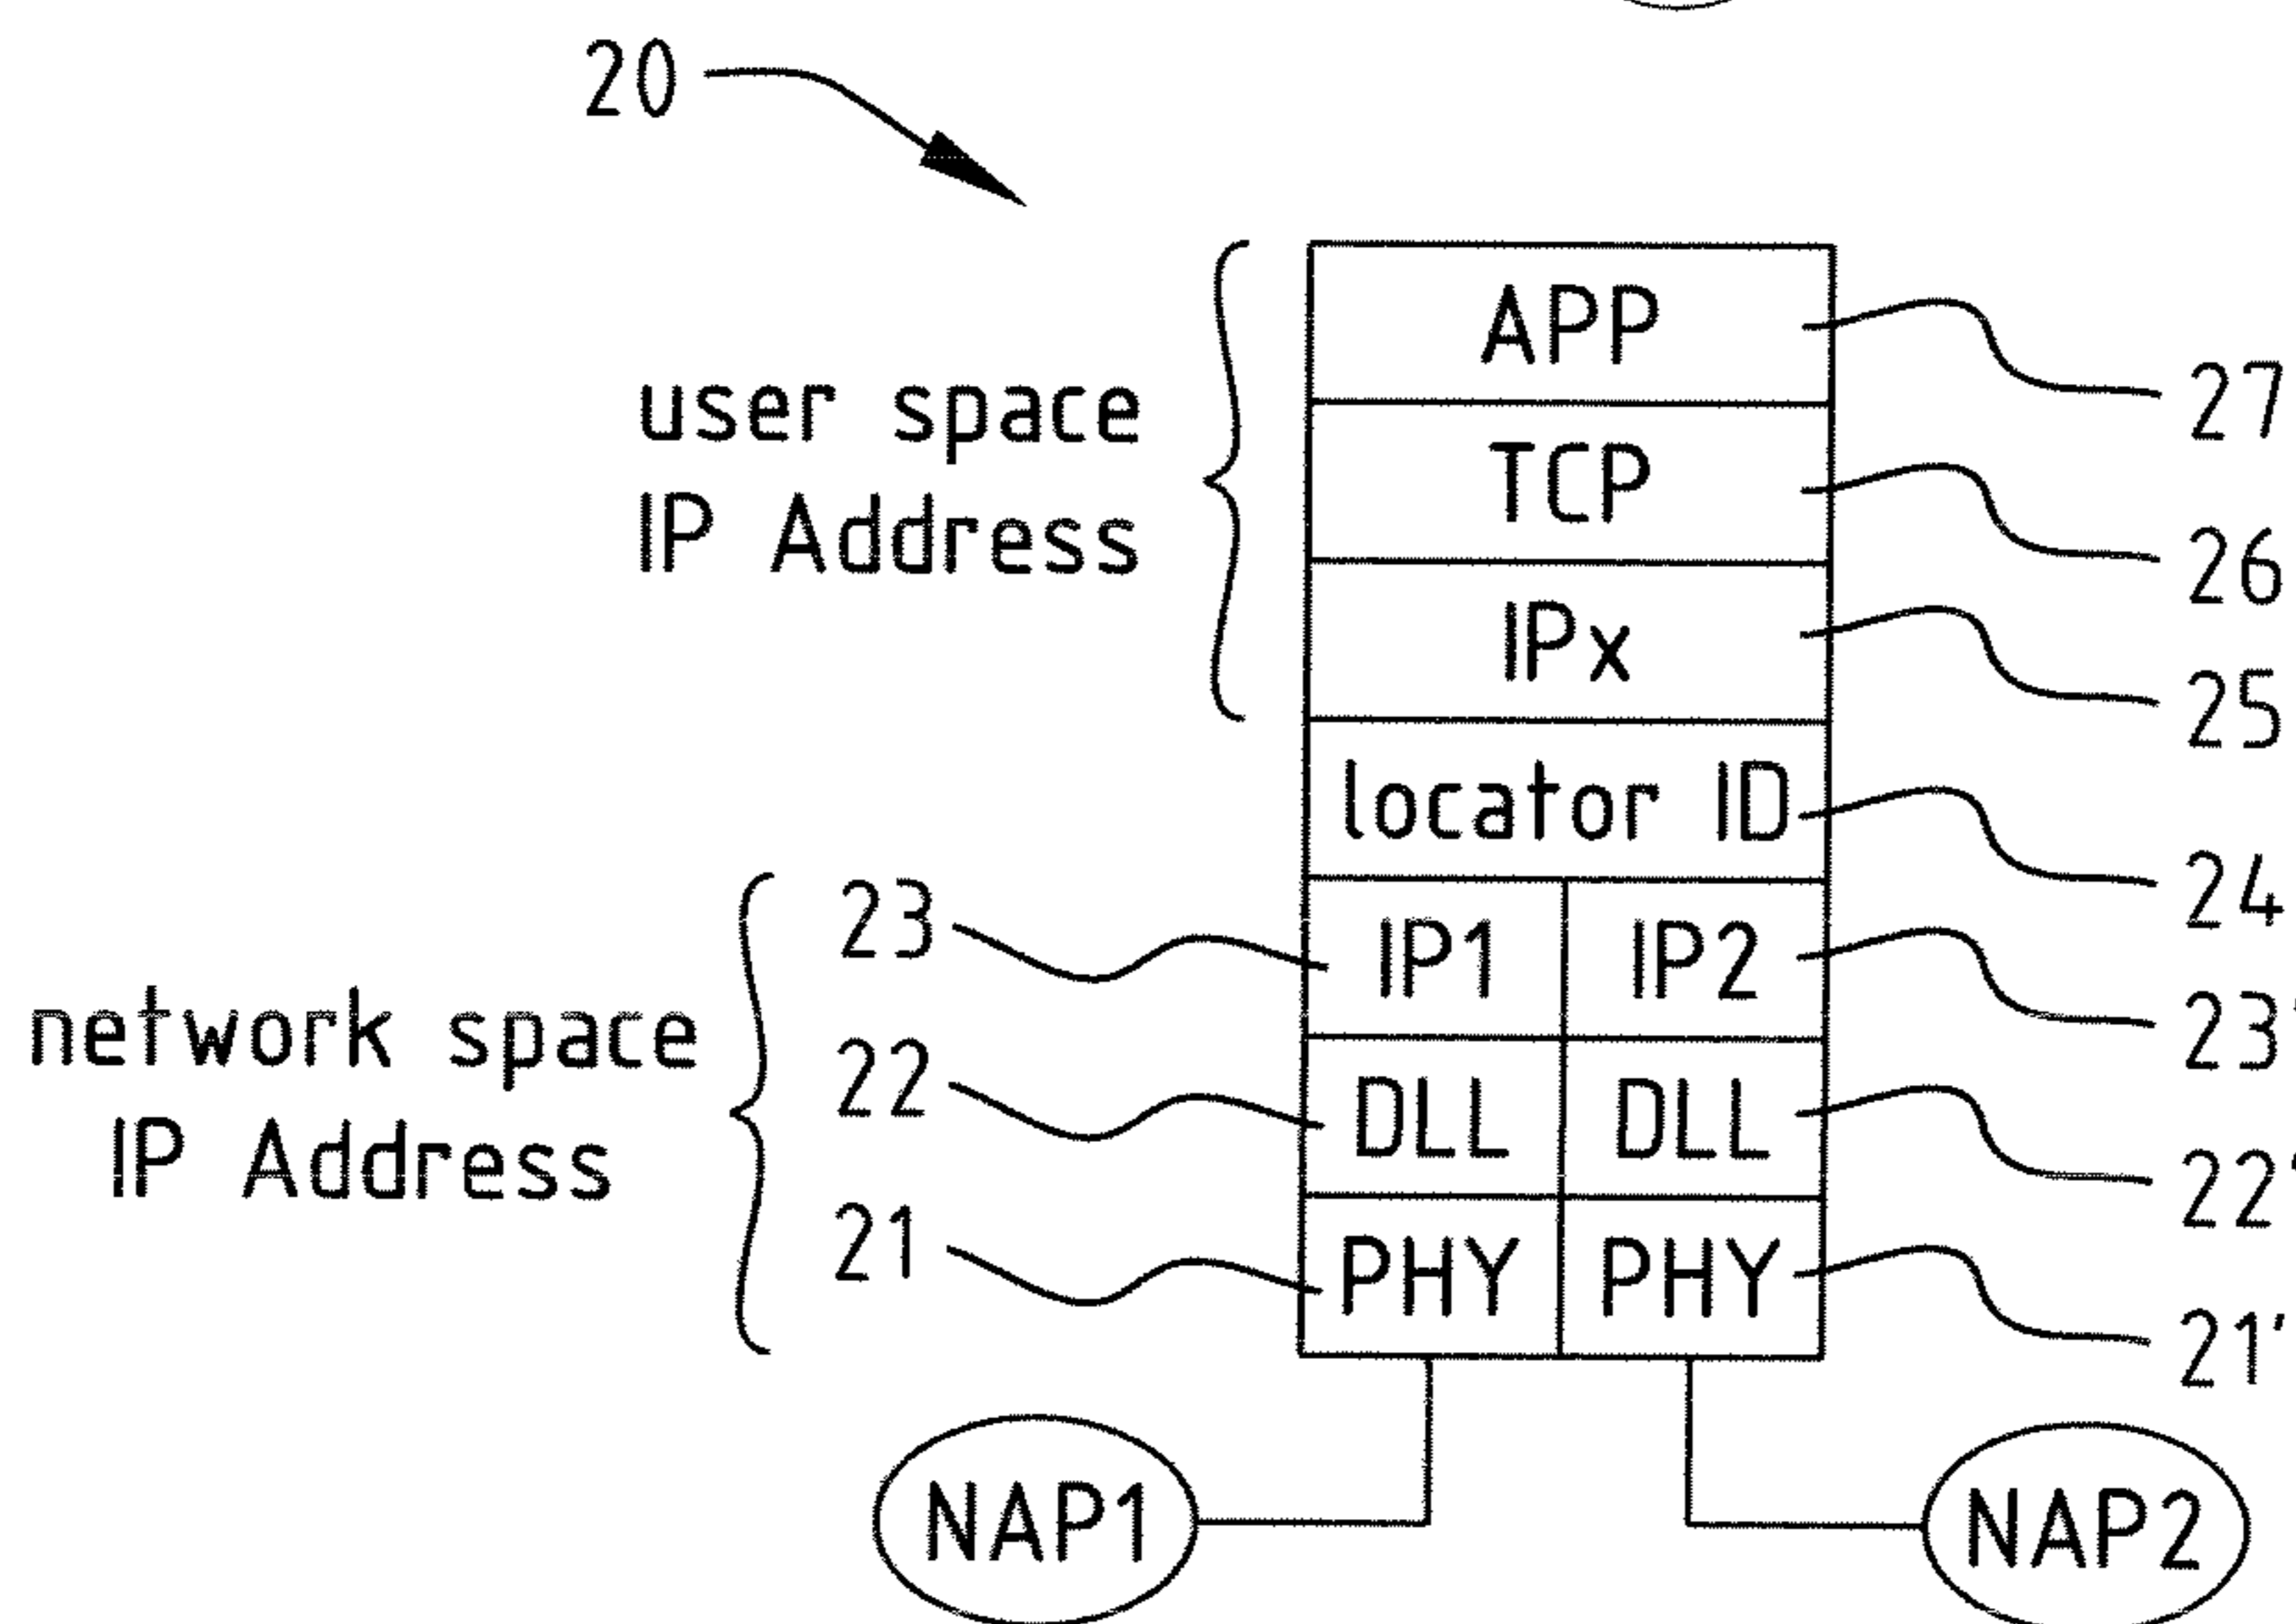 20
APP
27
user space
IP Address
TCP
26
IPx
25
locator ID
24
network space
IP Address
23
IP1
IP2
23'
22
DLL
DLL
22'
21
PHY
PHY
21'
NAP1
NAP2